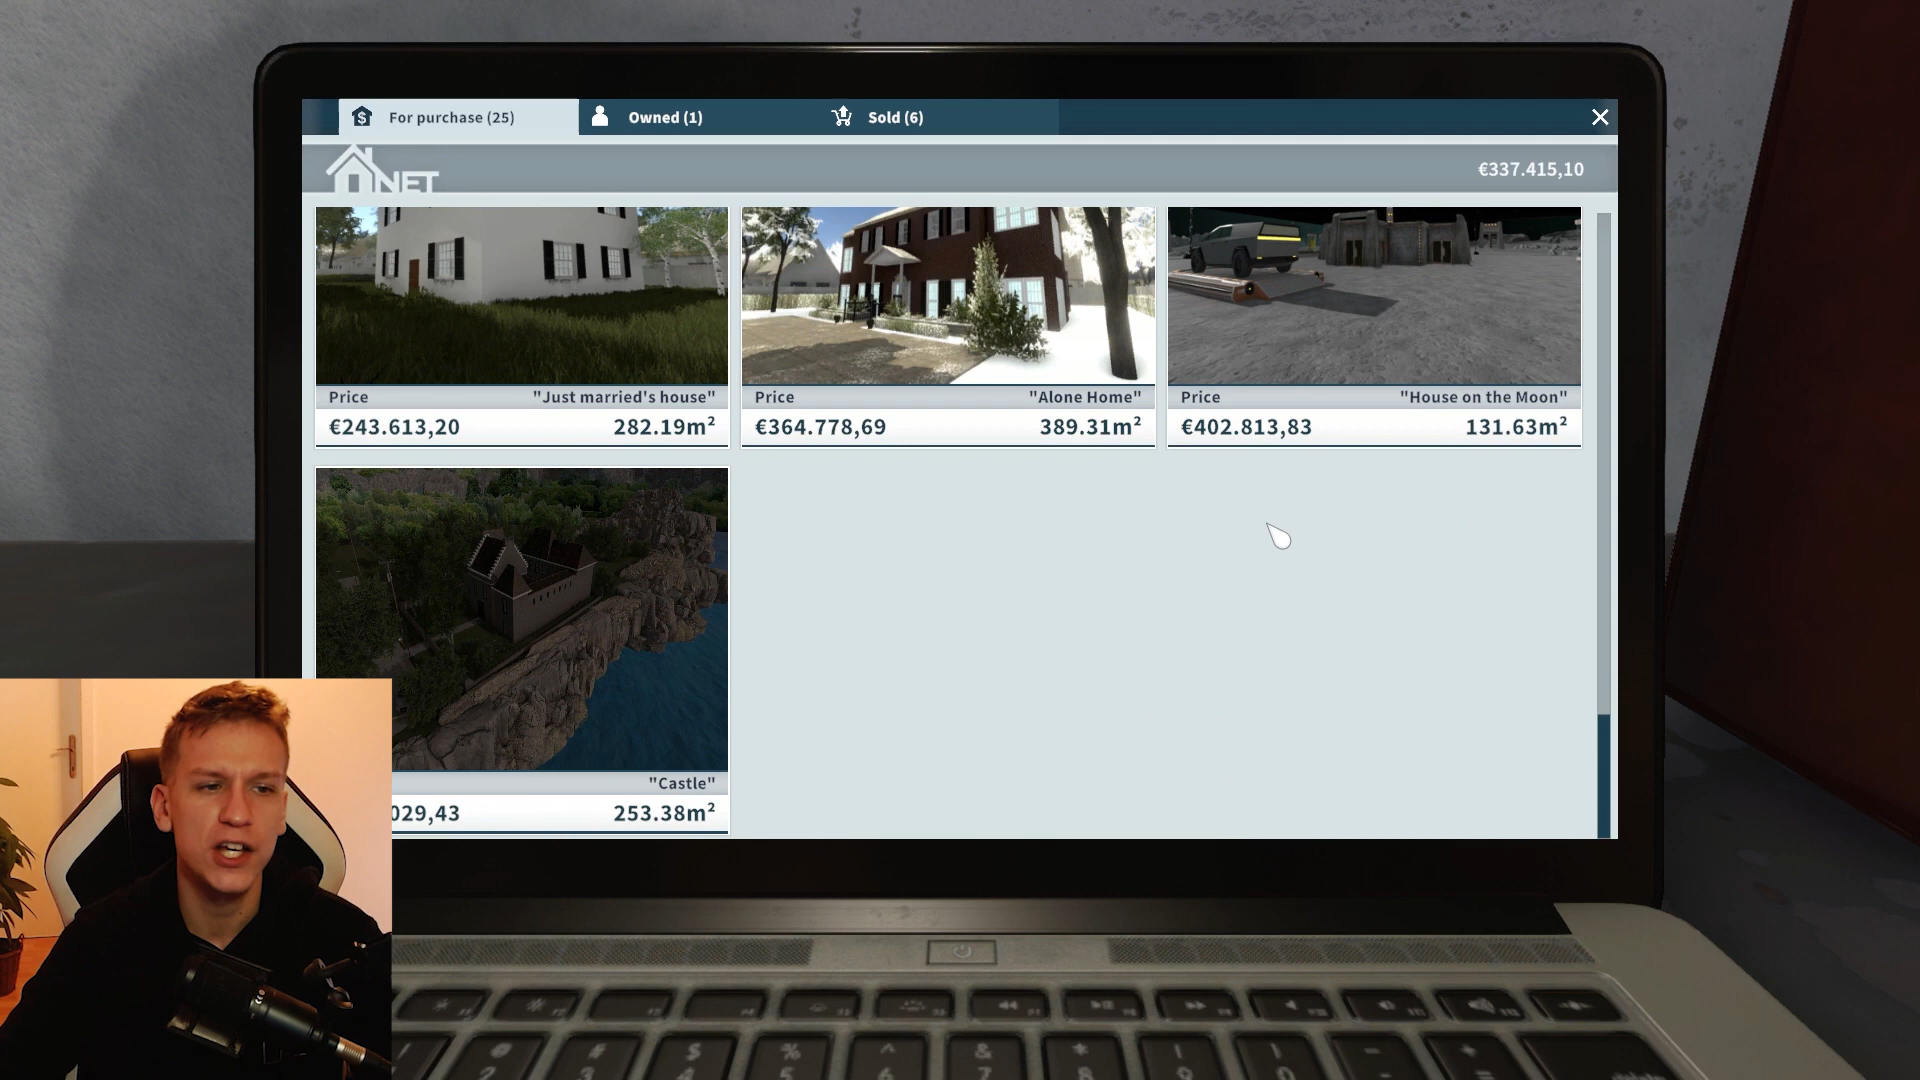 For purchase (25)
Owned (1)
Sold (6)
NET
€337.415,10
Price "Just married's house"
€243.613,20 282.19m²
Price "Alone Home"
€364.778,69 389.31m²
Price "House on the Moon"
€402.813,83 131.63m²
"Castle"
029,43 253.38m²